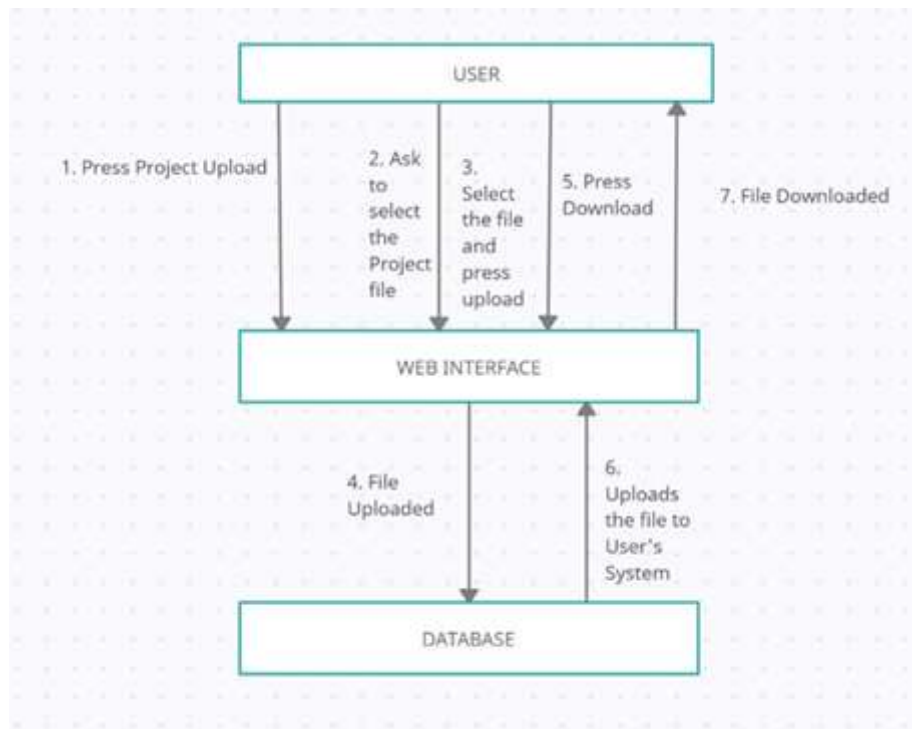 USER
1. Press Project Upload
2. Ask
to
select
the
Project
file
3.
Select
the file
and
press
upload
5. Press
Download
7. File Downloaded
WEB INTERFACE
4. File
Uploaded
6.
Uploads
the file to
User's
System
DATABASE